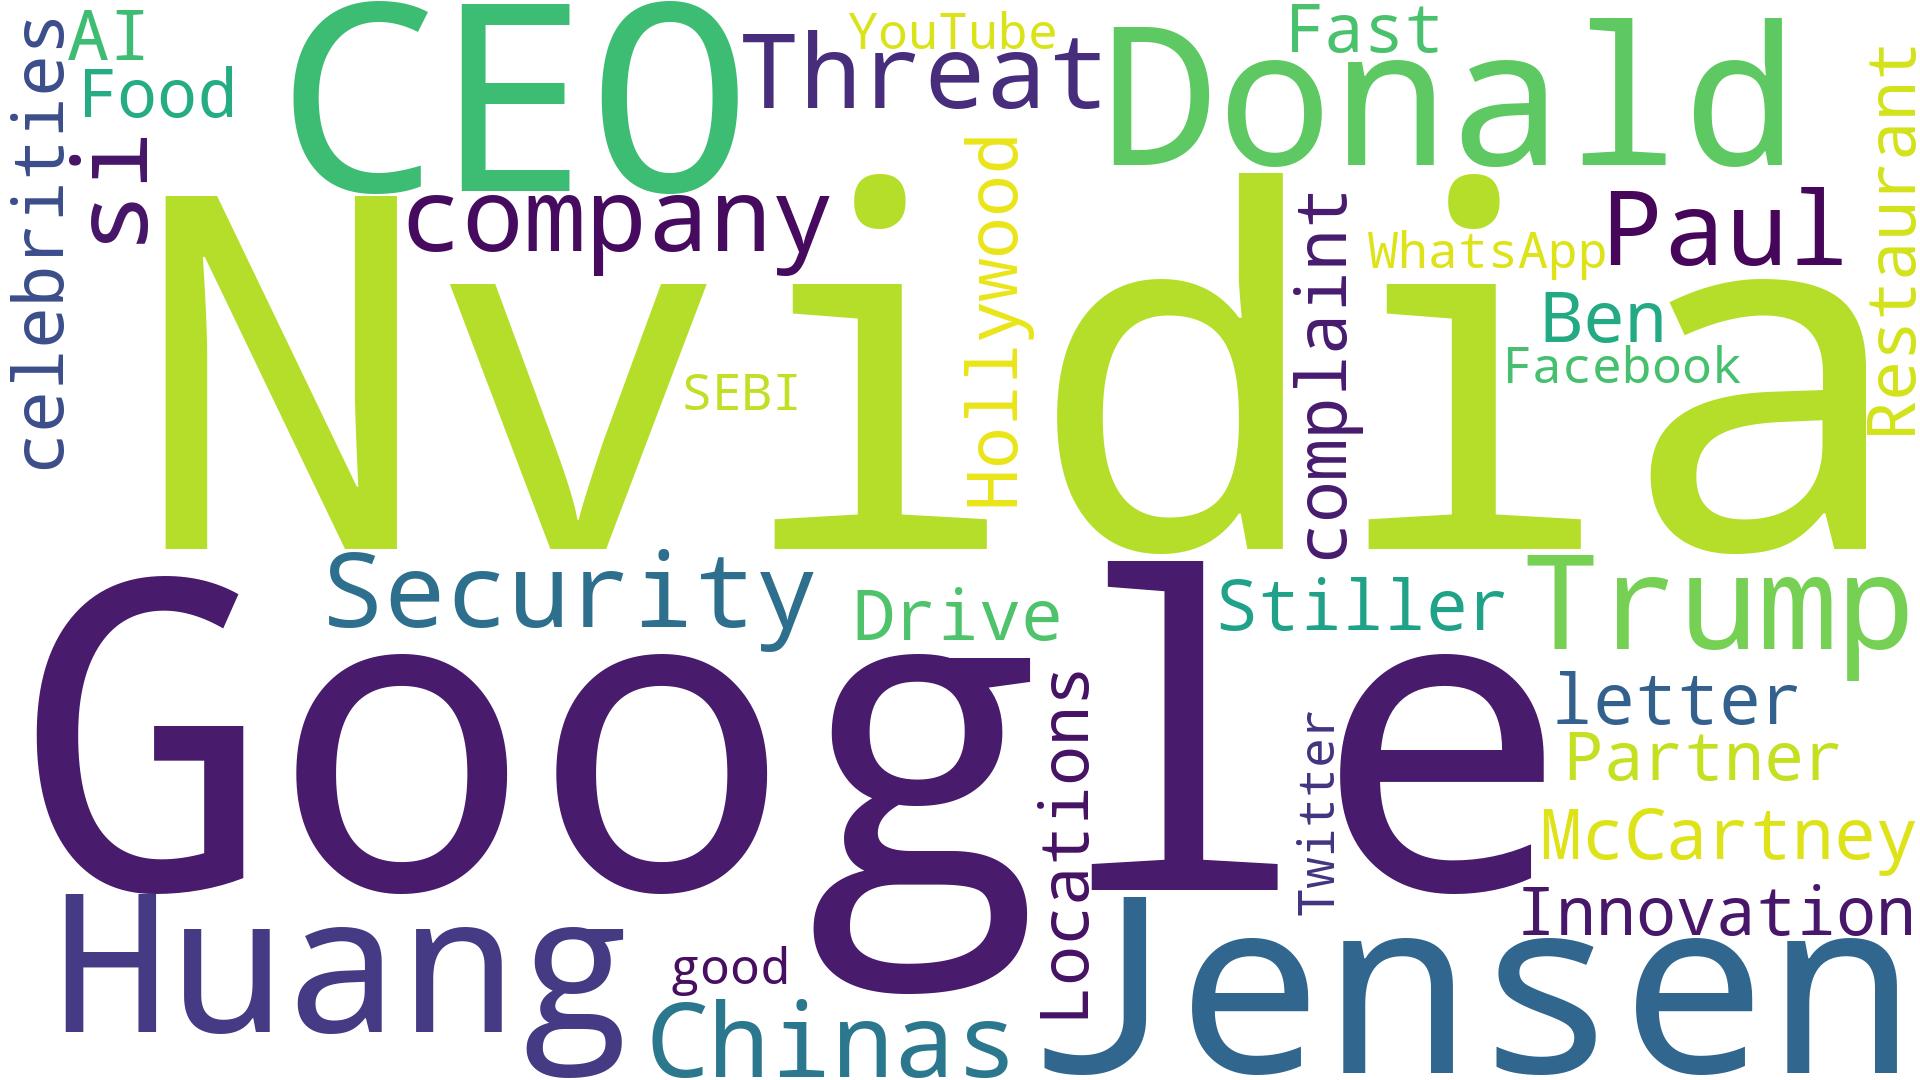 AI
CEO
YouTube
Fast
Threat
Donald
Food
celebrities
si
company
Paul
Restaurant
Nvidia
Hollywood
complaint
WhatsApp
Ben
Facebook
SEBI
Security
Drive
Stiller
Trump
Google
Locations
letter
Twitter
Partner
McCartney
Innovation
Huang
good
Jensen
Chinas